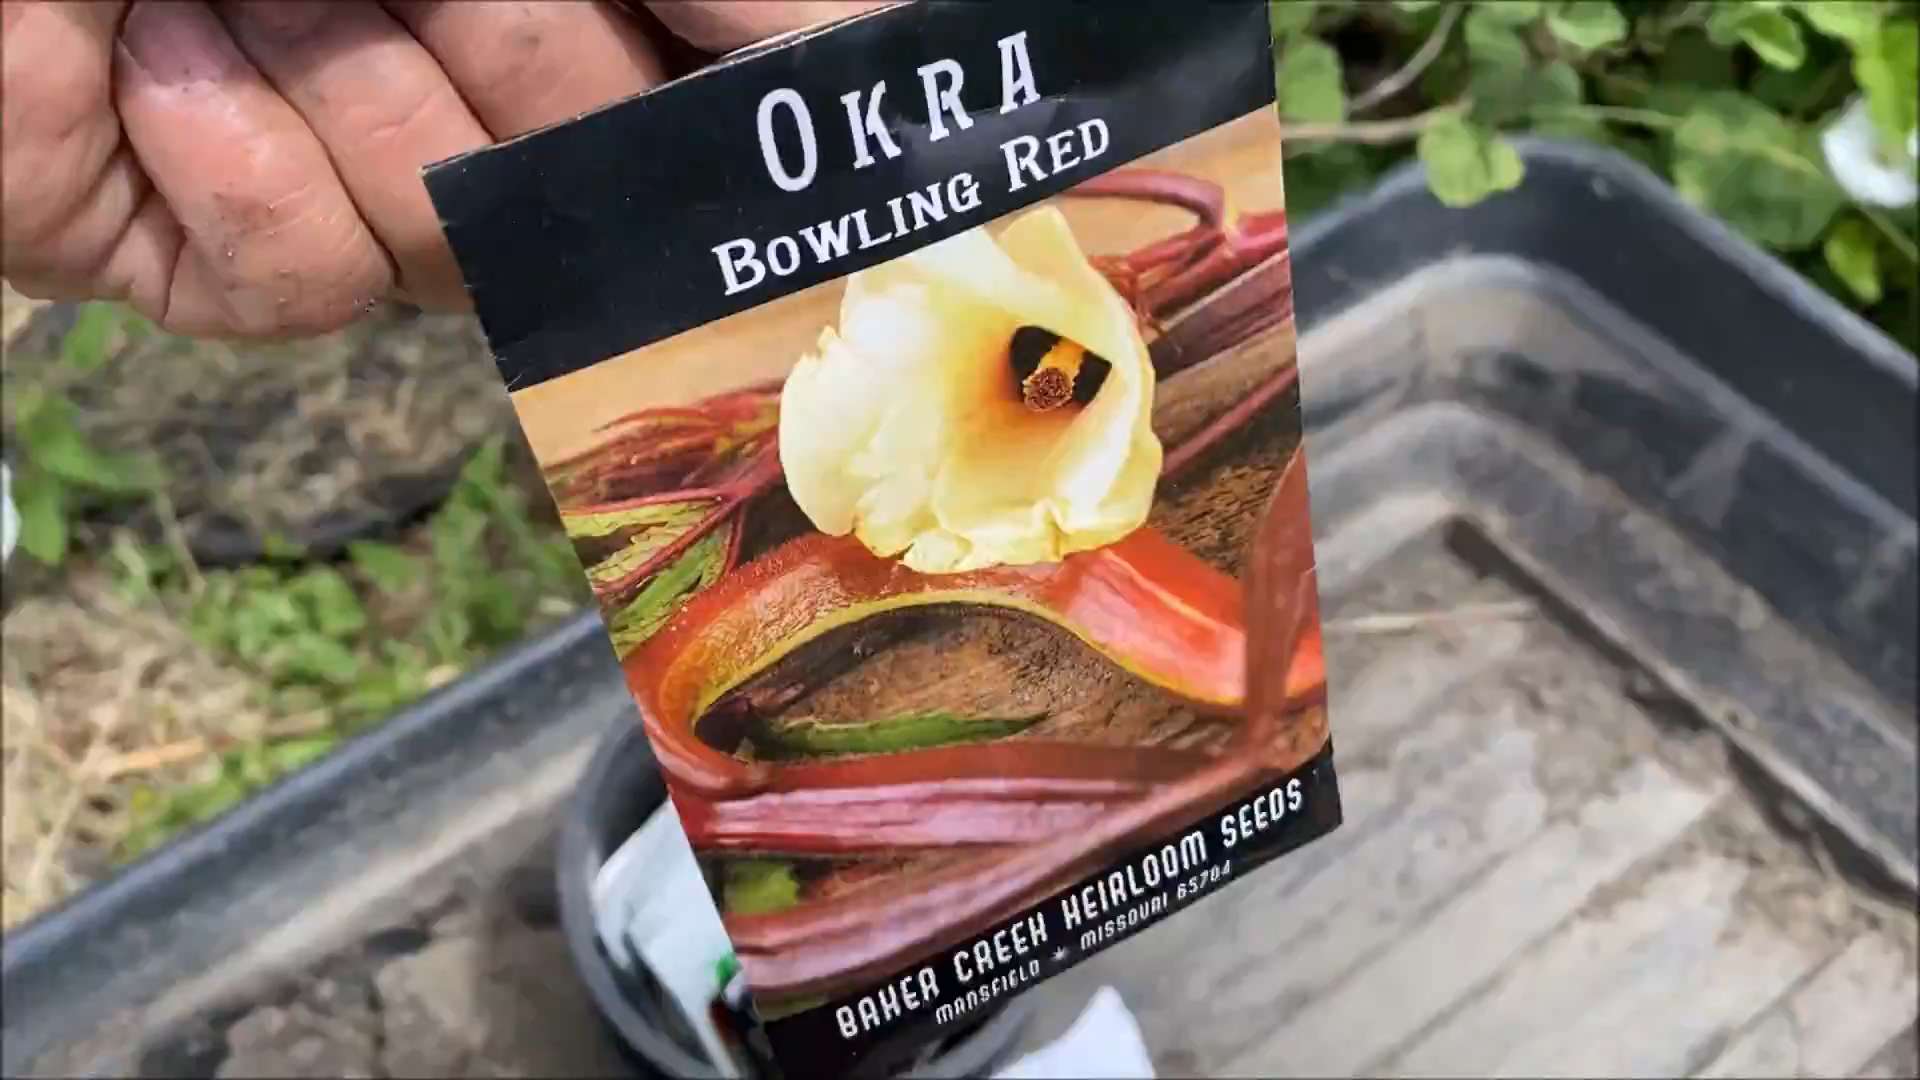 OKRA
BOWLING RED
BAKER CREEK HEIRLOOM SEEDS
MANSFIELD ★ MISSOURI 65704